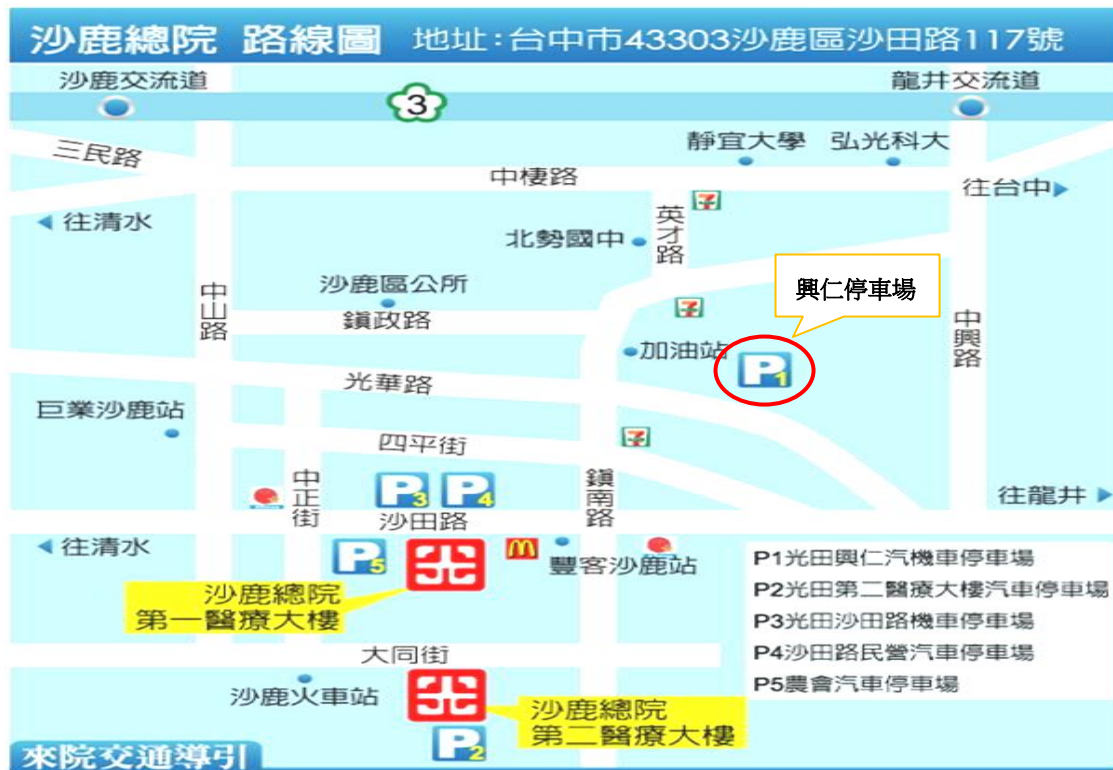 沙鹿總院 路線圖 地址:台中市43303沙鹿區沙田路117號
沙鹿交流道
3
龍井交流道
三民路
靜宜大學
弘光科大
中棲路
往台中
往清水
英才路
7
北勢國中
沙鹿區公所
興仁停車場
中山路
鎮政路
7
中興路
加油站
P1
光華路
巨業沙鹿站
四平街
7
中正街
P3
P4
鎮南路
往龍井
沙田路
往清水
P5
豐客沙鹿站
沙鹿總院
第一醫療大樓
P1光田興仁汽機車停車場
P2光田第二醫療大樓汽車停車場
P3光田沙田路機車停車場
P4沙田路民營汽車停車場
P5農會汽車停車場
大同街
沙鹿火車站
沙鹿總院
第二醫療大樓
P2
來院交通導引